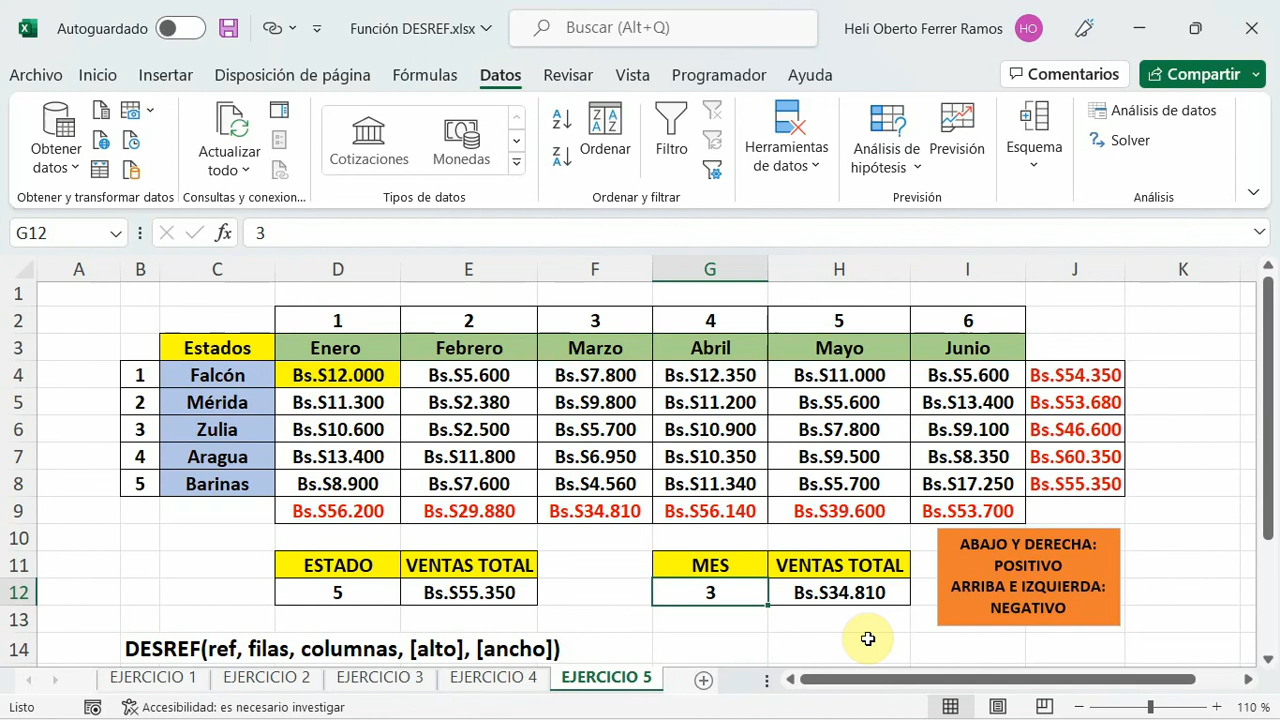 Autoguardado Función DESREF.xlsx Buscar (Alt+Q) Heli Oberto Ferrer Ramos HO
Archivo Inicio Insertar Disposición de página Fórmulas Datos Revisar Vista Programador Ayuda Comentarios Compartir
Obtener datos
Actualizar todo
Cotizaciones Monedas
Ordenar
Filtro
Herramientas de datos
Análisis de hipótesis
Previsión
Esquema
Análisis de datos
Solver
Obtener y transformar datos Consultas y conexion... Tipos de datos Ordenar y filtrar Previsión Análisis
G12 fx 3
A B C D E F G H I J K
1
2 1 2 3 4 5 6
3 Estados Enero Febrero Marzo Abril Mayo Junio
4 1 Falcón Bs.S12.000 Bs.S5.600 Bs.S7.800 Bs.S12.350 Bs.S11.000 Bs.S5.600 Bs.S54.350
5 2 Mérida Bs.S11.300 Bs.S2.380 Bs.S9.800 Bs.S11.200 Bs.S5.600 Bs.S13.400 Bs.S53.680
6 3 Zulia Bs.S10.600 Bs.S2.500 Bs.S5.700 Bs.S10.900 Bs.S7.800 Bs.S9.100 Bs.S46.600
7 4 Aragua Bs.S13.400 Bs.S11.800 Bs.S6.950 Bs.S10.350 Bs.S9.500 Bs.S8.350 Bs.S60.350
8 5 Barinas Bs.S8.900 Bs.S7.600 Bs.S4.560 Bs.S11.340 Bs.S5.700 Bs.S17.250 Bs.S55.350
9 Bs.S56.200 Bs.S29.880 Bs.S34.810 Bs.S56.140 Bs.S39.600 Bs.S53.700
10
11 ESTADO VENTAS TOTAL MES VENTAS TOTAL
12 5 Bs.S55.350 3 Bs.S34.810
ABAJO Y DERECHA:
POSITIVO
ARRIBA E IZQUIERDA:
NEGATIVO
13
14 DESREF(ref, filas, columnas, [alto], [ancho])
EJERCICIO 1 EJERCICIO 2 EJERCICIO 3 EJERCICIO 4 EJERCICIO 5
Listo Accesibilidad: es necesario investigar 110 %